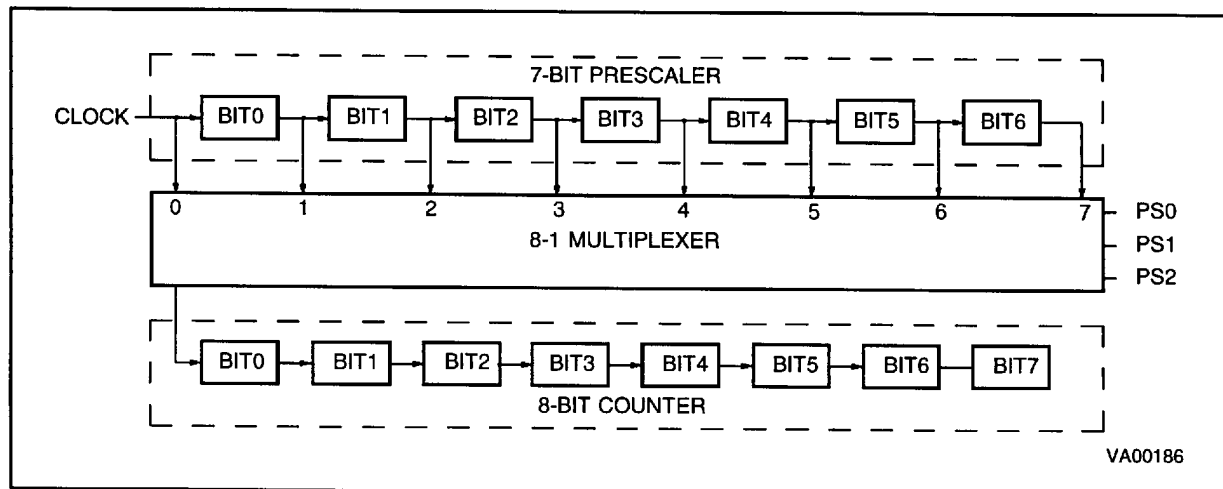 7-BIT PRESCALER
CLOCK BIT0 BIT1 BIT2 BIT3 BIT4 BIT5 BIT6
0 1 2 3 4 5 6 7
PS0
8-1 MULTIPLEXER
PS1
PS2
BIT0 BIT1 BIT2 BIT3 BIT4 BIT5 BIT6 BIT7
8-BIT COUNTER
VA00186